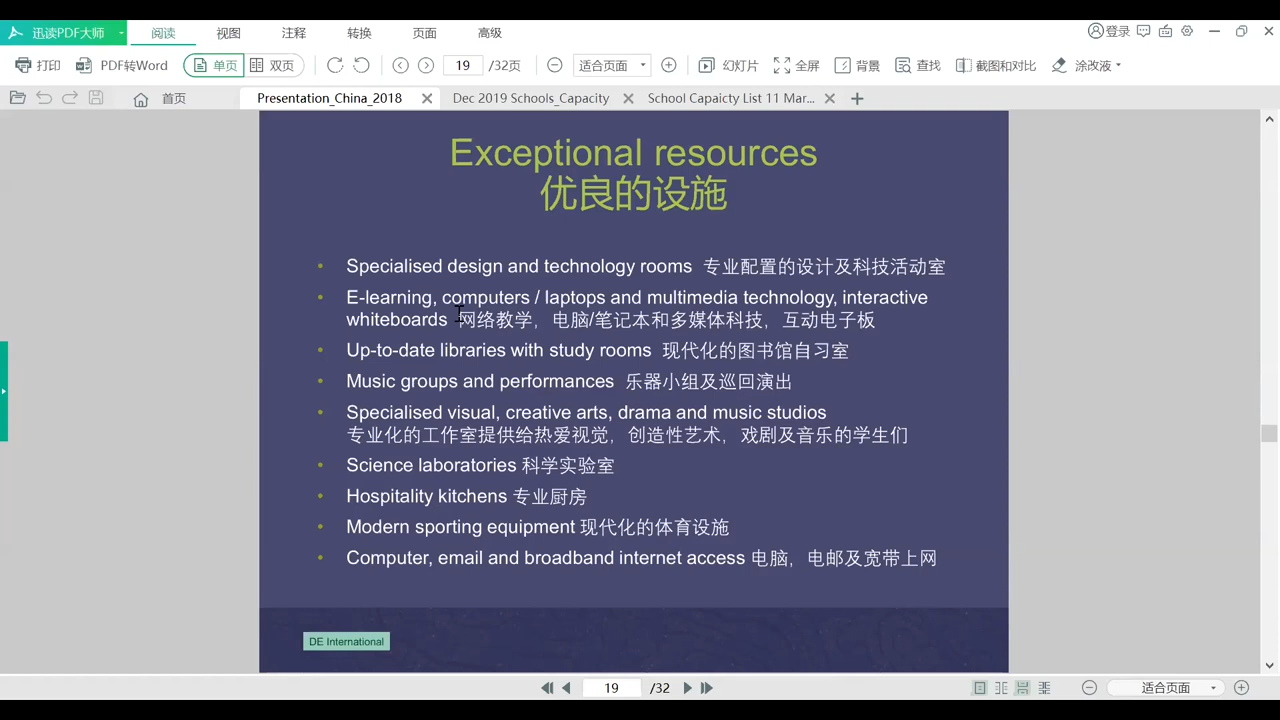 迅读PDF大师
阅读
视图
注释
转换
页面
高级
登录
打印
PDF转Word
单页
双页
19
/32页
适合页面
幻灯片
全屏
背景
查找
截图和对比
涂改液
首页
Presentation_China_2018
Dec 2019 Schools_Capacity
School Capaicty List 11 Mar...
Exceptional resources
优良的设施
• Specialised design and technology rooms 专业配置的设计及科技活动室
• E-learning, computers / laptops and multimedia technology, interactive
whiteboards 网络教学，电脑/笔记本和多媒体科技，互动电子板
• Up-to-date libraries with study rooms 现代化的图书馆自习室
• Music groups and performances 乐器小组及巡回演出
• Specialised visual, creative arts, drama and music studios
专业化的工作室提供给热爱视觉，创造性艺术，戏剧及音乐的学生们
• Science laboratories 科学实验室
• Hospitality kitchens 专业厨房
• Modern sporting equipment 现代化的体育设施
• Computer, email and broadband internet access 电脑，电邮及宽带上网
DE International
19
/32
适合页面